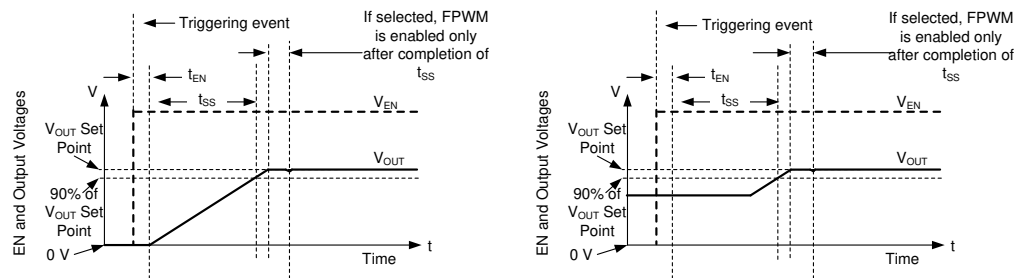 Triggering event
If selected, FPWM
is enabled only
after completion of
tSS
tEN
tSS
V
VEN
EN and Output Voltages
VOUT Set
Point
VOUT
90% of
VOUT Set
Point
0 V
t
Time
Triggering event
If selected, FPWM
is enabled only
after completion of
tSS
tEN
tSS
V
VEN
EN and Output Voltages
VOUT Set
Point
VOUT
90% of
VOUT Set
Point
0 V
t
Time